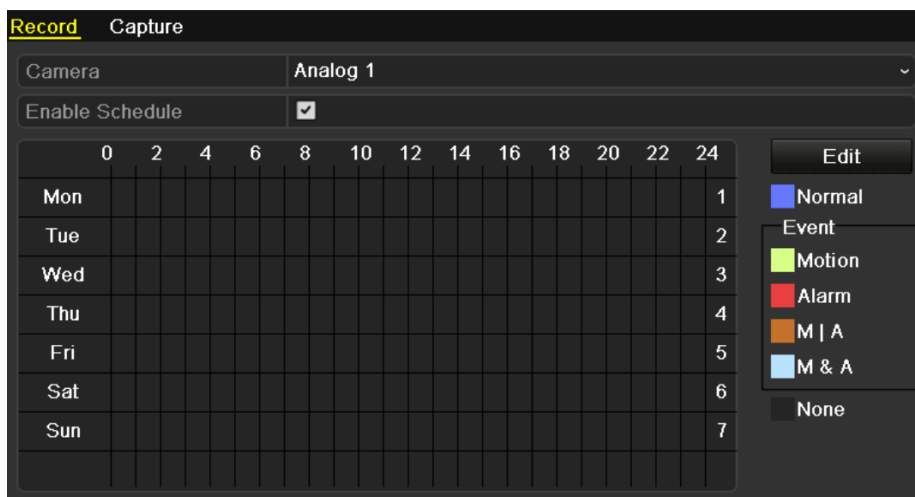 Record Capture
Camera Analog 1
Enable Schedule
0 2 4 6 8 10 12 14 16 18 20 22 24 Edit
Mon 1 Normal
Tue 2 Event
Wed 3 Motion
Thu 4 Alarm
Fri 5 M | A
Sat 6 M & A
Sun 7 None